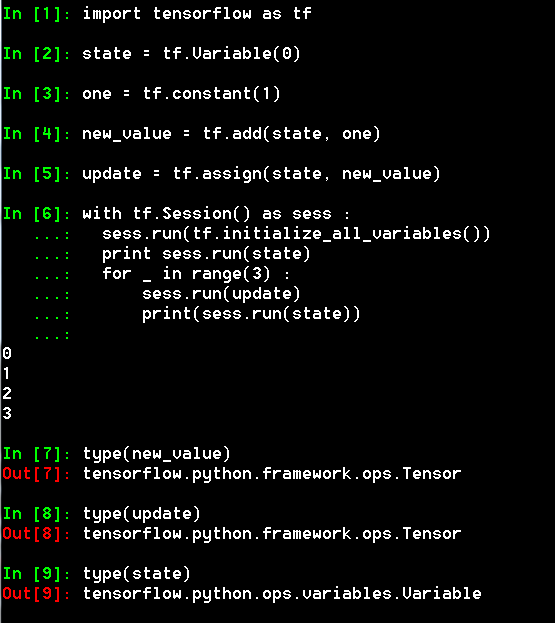 In [1]: import tensorflow as tf
In [2]: state = tf.Variable(0)
In [3]: one = tf.constant(1)
In [4]: new_value = tf.add(state, one)
In [5]: update = tf.assign(state, new_value)
In [6]: with tf.Session() as sess :
   ...:   sess.run(tf.initialize_all_variables())
   ...:   print sess.run(state)
   ...:   for _ in range(3) :
   ...:       sess.run(update)
   ...:       print(sess.run(state))
   ...:
0
1
2
3
In [7]: type(new_value)
Out[7]: tensorflow.python.framework.ops.Tensor
In [8]: type(update)
Out[8]: tensorflow.python.framework.ops.Tensor
In [9]: type(state)
Out[9]: tensorflow.python.ops.variables.Variable